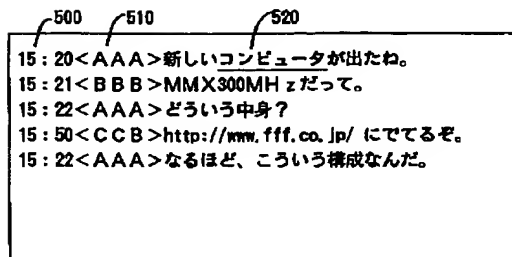 500 510 520
15：20<AAA>新しいコンピュータが出たね。
15：21<BBB>MMX300MHzだって。
15：22<AAA>どういう中身？
15：50<CCB>http://www.fff.co.jp/ にでてるぞ。
15：22<AAA>なるほど、こういう構成なんだ。